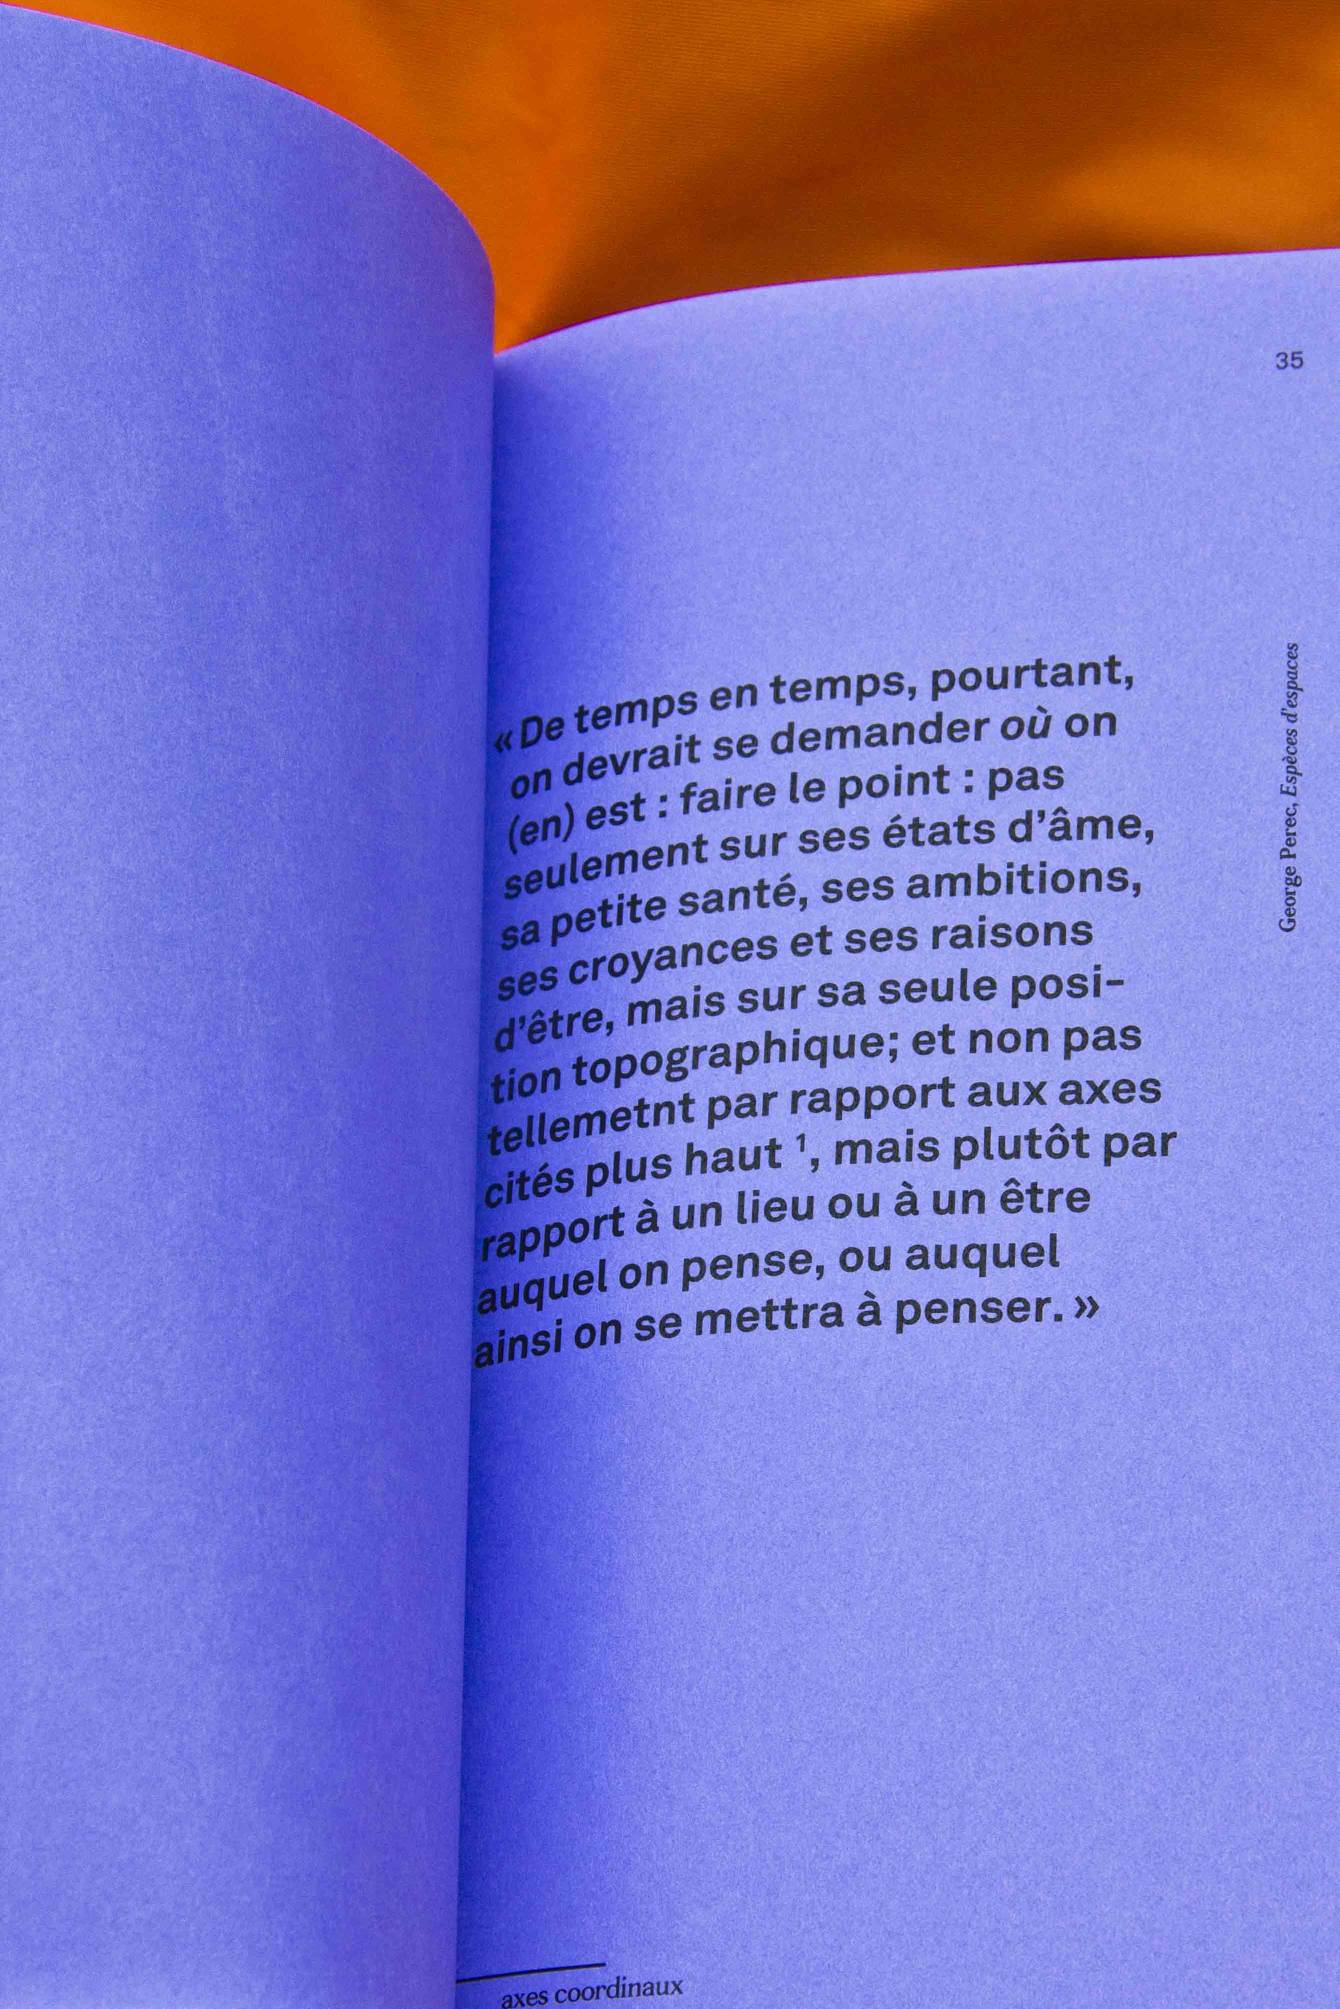 35
« De temps en temps, pourtant,
on devrait se demander où on
(en) est : faire le point : pas
seulement sur ses états d’âme,
sa petite santé, ses ambitions,
ses croyances et ses raisons
d’être, mais sur sa seule posi-
tion topographique; et non pas
tellemetnt par rapport aux axes
cités plus haut ¹, mais plutôt par
rapport à un lieu ou à un être
auquel on pense, ou auquel
ainsi on se mettra à penser. »
George Perec, Espèces d’espaces
axes coordinaux